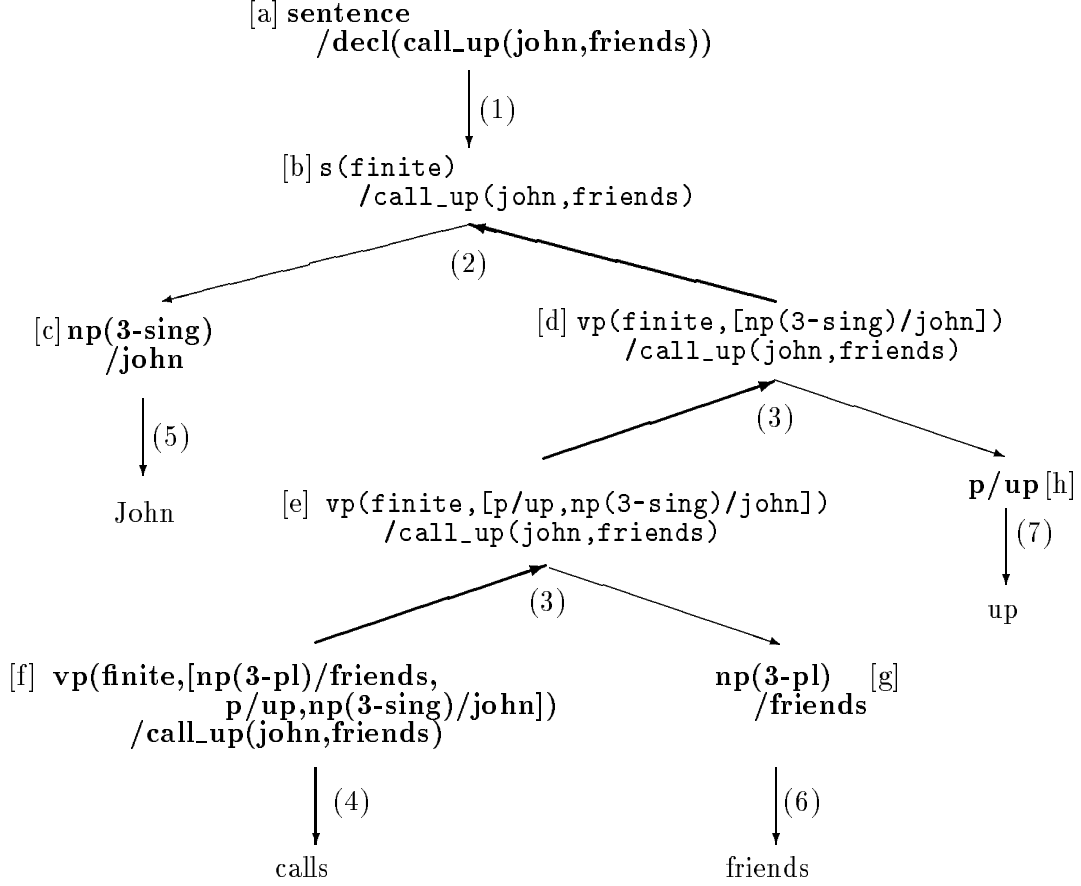 [a] sentence
/decl(call_up(john,friends))
(1)
[b] s(finite)
/call_up(john,friends)
(2)
[c] np(3-sing)
/john
[d] vp(finite,[np(3-sing)/john])
/call_up(john,friends)
(5)
(3)
John
p/up [h]
[e] vp(finite,[p/up,np(3-sing)/john])
/call_up(john,friends)
(7)
(3)
up
[f] vp(finite,[np(3-pl)/friends,
p/up,np(3-sing)/john])
/call_up(john,friends)
np(3-pl) [g]
/friends
(4)
(6)
calls
friends